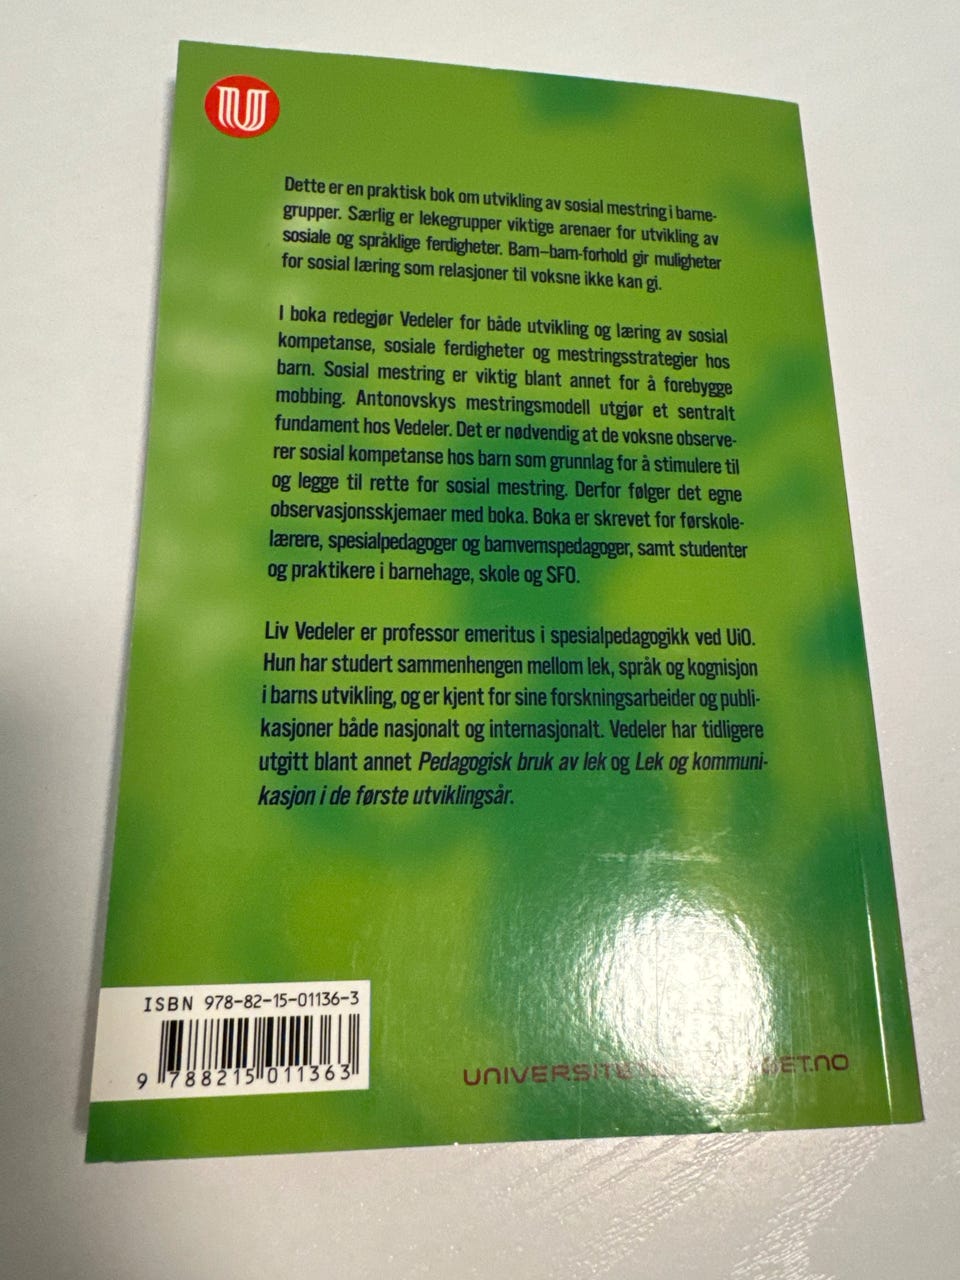 U
Dette er en praktisk bok om utvikling av sosial mestring i barne-
grupper. Særlig er lekegrupper viktige arenaer for utvikling av
sosiale og språklige ferdigheter. Barn–barn-forhold gir muligheter
for sosial læring som relasjoner til voksne ikke kan gi.
I boka redegjør Vedeler for både utvikling og læring av sosial
kompetanse, sosiale ferdigheter og mestringsstrategier hos
barn. Sosial mestring er viktig blant annet for å forebygge
mobbing. Antonovskys mestringsmodell utgjør et sentralt
fundament hos Vedeler. Det er nødvendig at de voksne observe-
rer sosial kompetanse hos barn som grunnlag for å stimulere til
og legge til rette for sosial mestring. Derfor følger det egne
observasjonsskjemaer med boka. Boka er skrevet for førskole-
lærere, spesialpedagoger og barnvernspedagoger, samt studenter
og praktikere i barnehage, skole og SFO.
Liv Vedeler er professor emeritus i spesialpedagogikk ved UiO.
Hun har studert sammenhengen mellom lek, språk og kognisjon
i barns utvikling, og er kjent for sine forskningsarbeider og publi-
kasjoner både nasjonalt og internasjonalt. Vedeler har tidligere
utgitt blant annet Pedagogisk bruk av lek og Lek og kommuni-
kasjon i de første utviklingsår.
ISBN 978-82-15-01136-3
9 788215 011363